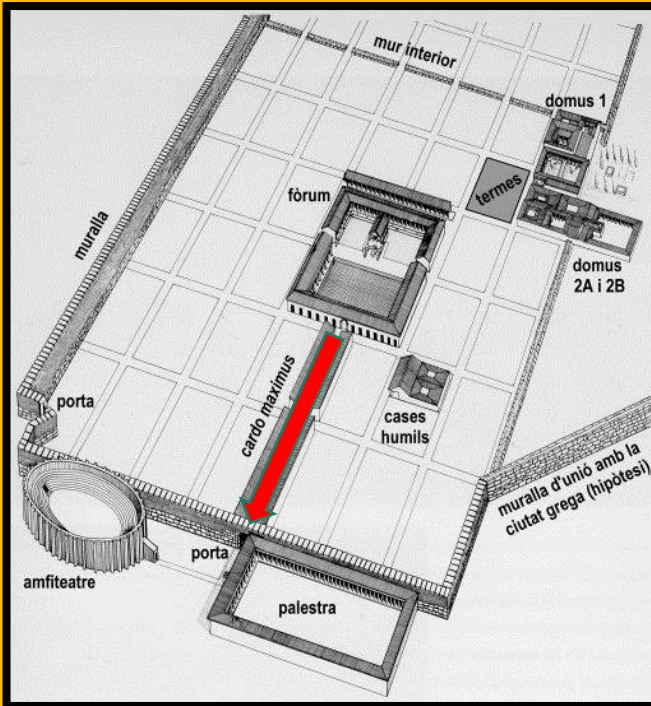 mur interior
domus 1
termes
fòrum
muralla
domus
2A i 2B
porta
cardo maximus
cases
humils
muralla d'unió amb la
ciutat grega (hipòtesi)
porta
amfiteatre
palestra